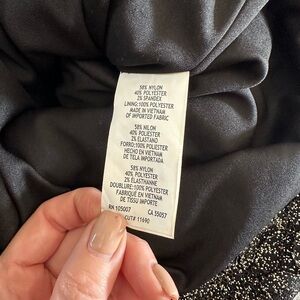 58% NYLON
40% POLYESTER
2% SPANDEX
LINING:100% POLYESTER
MADE IN VIETNAM
OF IMPORTED FABRIC
58% NILON
40% POLIESTER
2% ELASTANO
FORRO:100% POLIESTER
HECHO EN VIETNAM
DE TELA IMPORTADA
58% NYLON
40% POLYESTER
2% ELASTHANNE
DOUBLURE:100% POLYESTER
FABRIQUÉ EN VIETNAM
DE TISSU IMPORTE
RN 105007 CA 55057
CUT# 11690